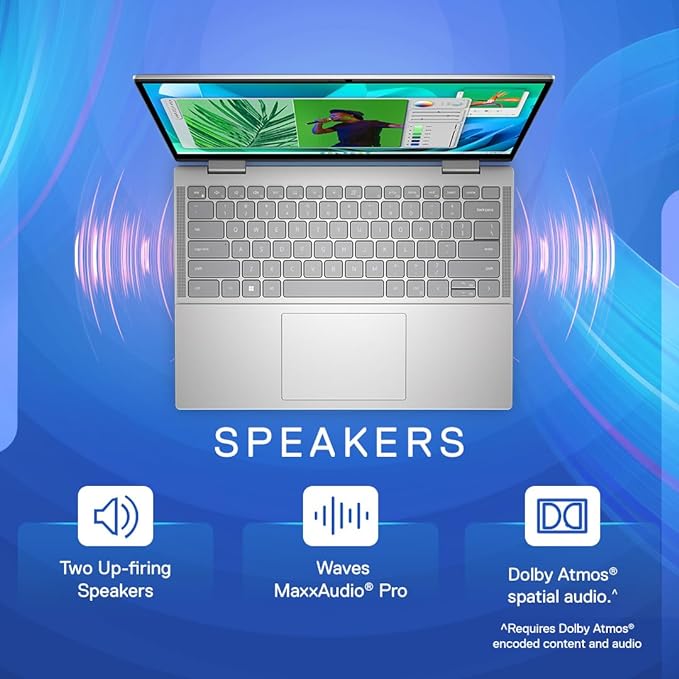 SPEAKERS
Two Up-firing
Speakers
Waves
MaxxAudio® Pro
Dolby Atmos®
spatial audio.^
^Requires Dolby Atmos®
encoded content and audio